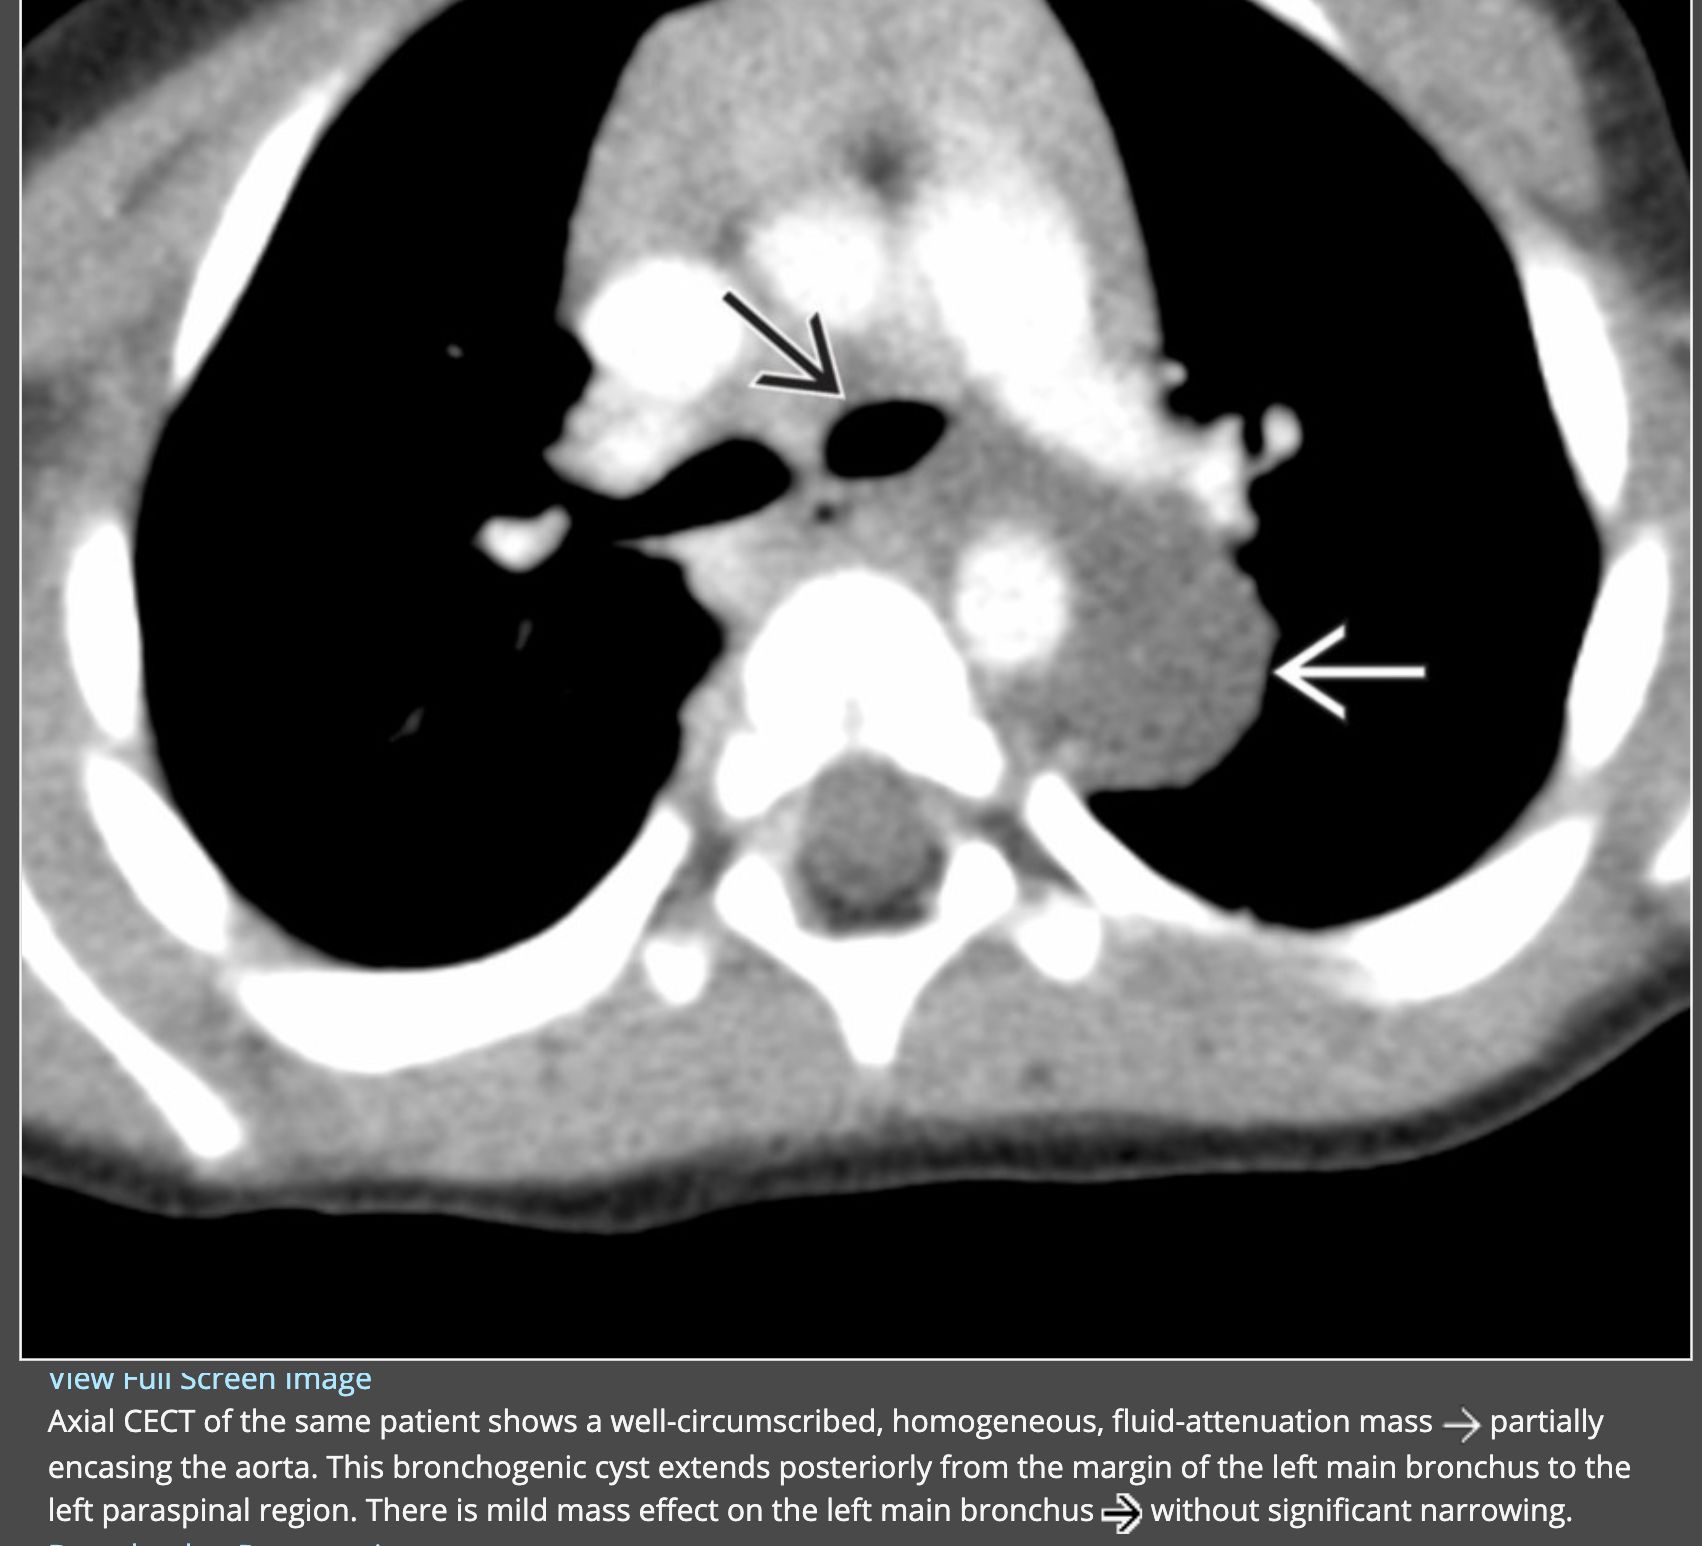 View Full Screen Image
Axial CECT of the same patient shows a well-circumscribed, homogeneous, fluid-attenuation mass → partially
encasing the aorta. This bronchogenic cyst extends posteriorly from the margin of the left main bronchus to the
left paraspinal region. There is mild mass effect on the left main bronchus → without significant narrowing.